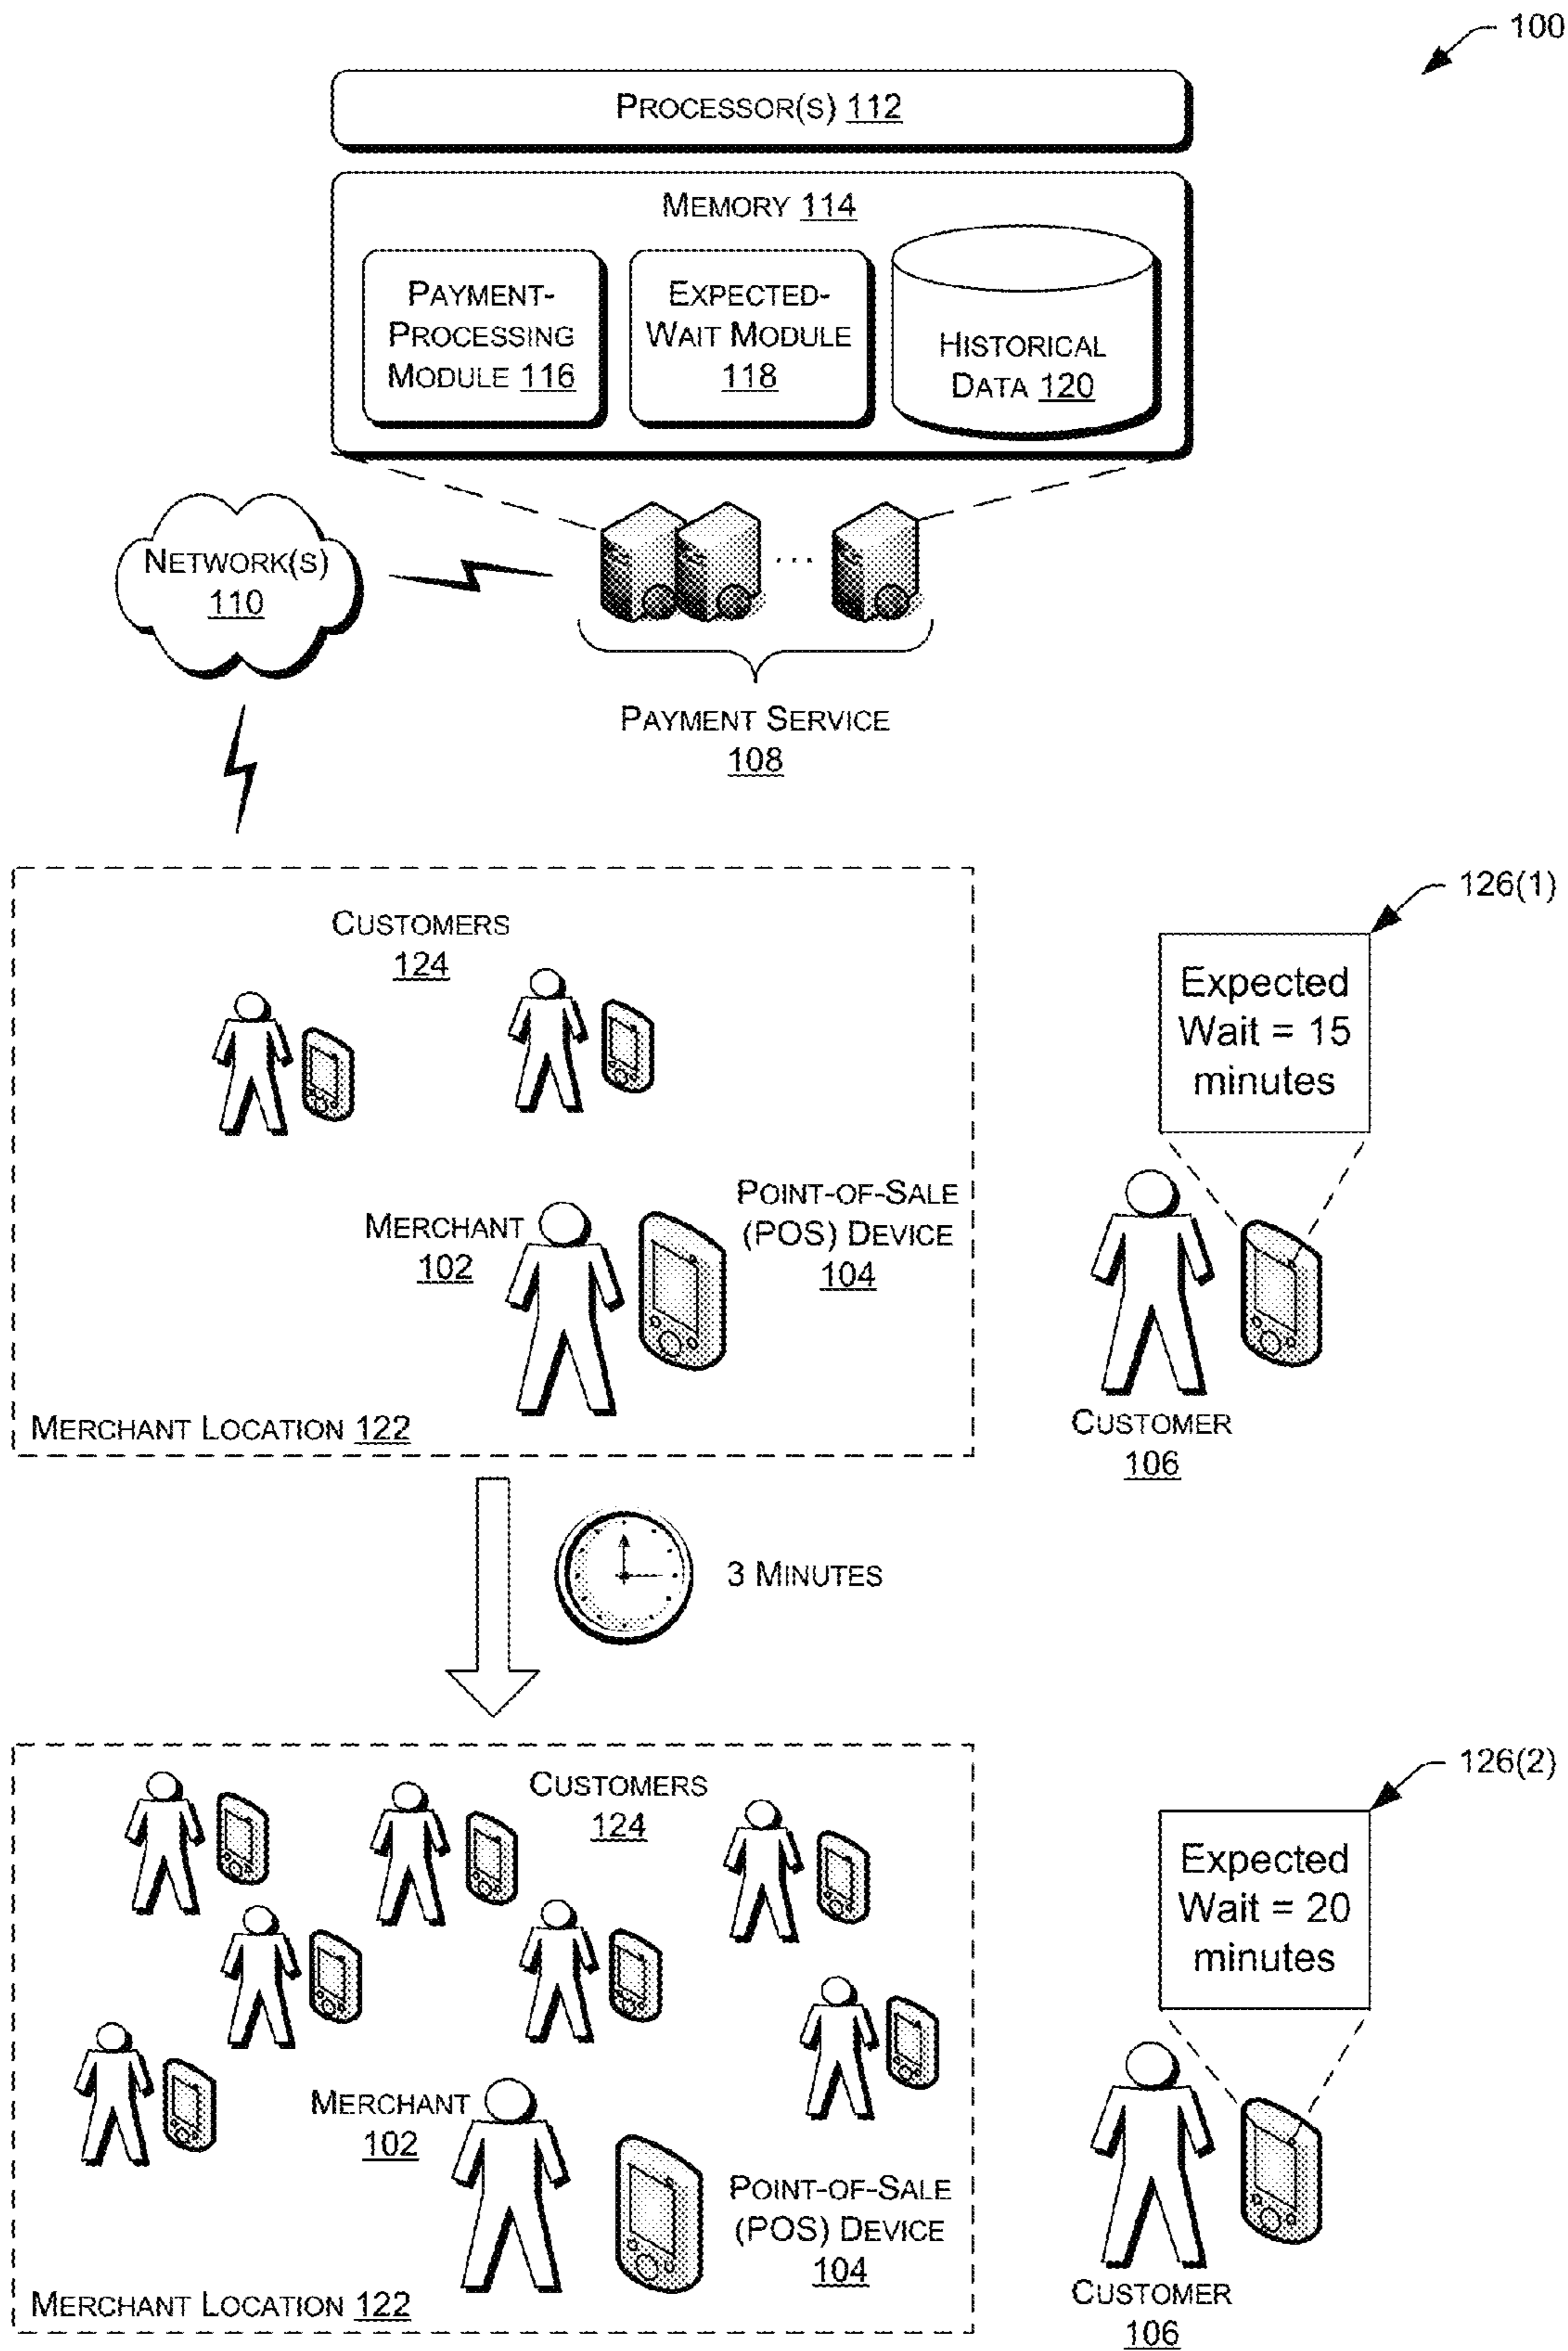 100
PROCESSOR(S) 112
MEMORY 114
PAYMENT-
PROCESSING
MODULE 116
EXPECTED-
WAIT MODULE
118
HISTORICAL
DATA 120
NETWORK(S)
110
...
PAYMENT SERVICE
108
CUSTOMERS
124
126(1)
Expected
Wait = 15
minutes
MERCHANT
102
POINT-OF-SALE
(POS) DEVICE
104
MERCHANT LOCATION 122
CUSTOMER
106
3 MINUTES
CUSTOMERS
124
126(2)
Expected
Wait = 20
minutes
MERCHANT
102
POINT-OF-SALE
(POS) DEVICE
104
MERCHANT LOCATION 122
CUSTOMER
106